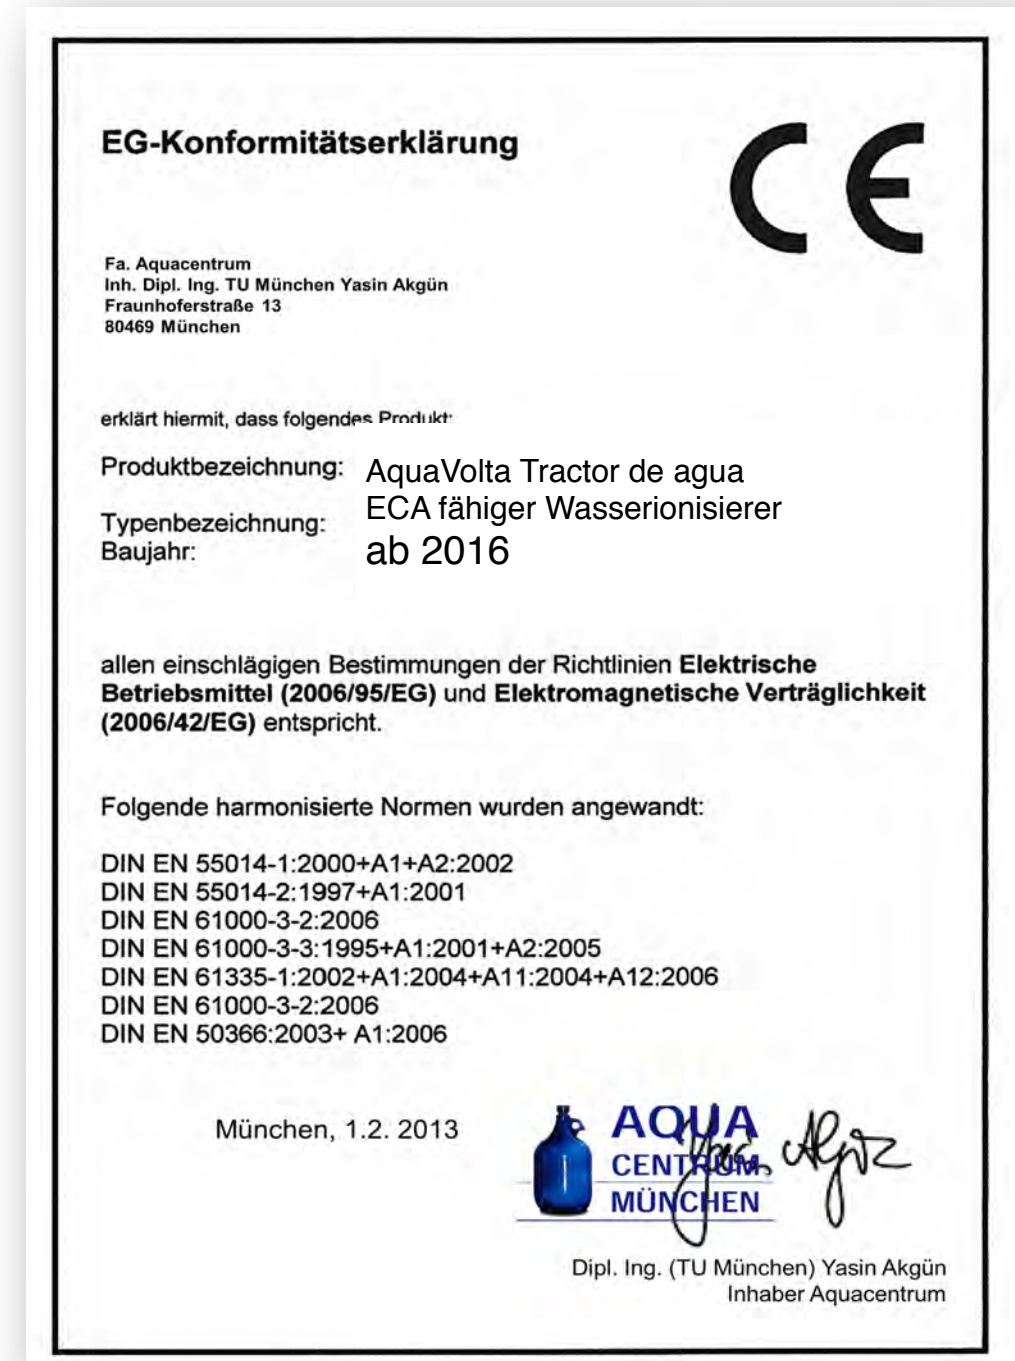 EG-Konformitätserklärung
CE
Fa. Aquacentrum
Inh. Dipl. Ing. TU München Yasin Akgün
Fraunhoferstraße 13
80469 München
erklärt hiermit, dass folgendes Produkt:
Produktbezeichnung: AquaVolta Tractor de agua
ECA fähiger Wasserionisierer
Typenbezeichnung:
Baujahr: ab 2016
allen einschlägigen Bestimmungen der Richtlinien Elektrische
Betriebsmittel (2006/95/EG) und Elektromagnetische Verträglichkeit
(2006/42/EG) entspricht.
Folgende harmonisierte Normen wurden angewandt:
DIN EN 55014-1:2000+A1+A2:2002
DIN EN 55014-2:1997+A1:2001
DIN EN 61000-3-2:2006
DIN EN 61000-3-3:1995+A1:2001+A2:2005
DIN EN 61335-1:2002+A1:2004+A11:2004+A12:2006
DIN EN 61000-3-2:2006
DIN EN 50366:2003+ A1:2006
München, 1.2. 2013
AQUA
CENTRUM
MÜNCHEN
Dipl. Ing. (TU München) Yasin Akgün
Inhaber Aquacentrum